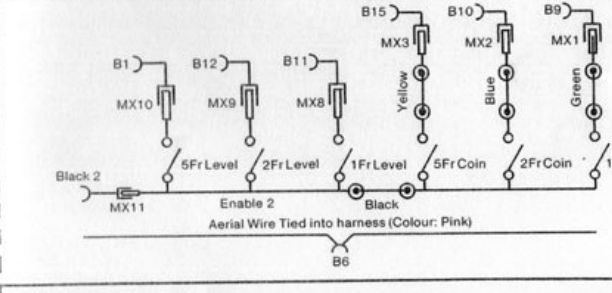 B15 B10 B9
MX3 MX2 MX1
B1 B12 B11
Yellow Blue Green
MX10 MX9 MX8
5Fr Level 2Fr Level 1Fr Level 5Fr Coin 2Fr Coin 1
Black 2
MX11 Enable 2 Black
Aerial Wire Tied into harness (Colour: Pink)
B6